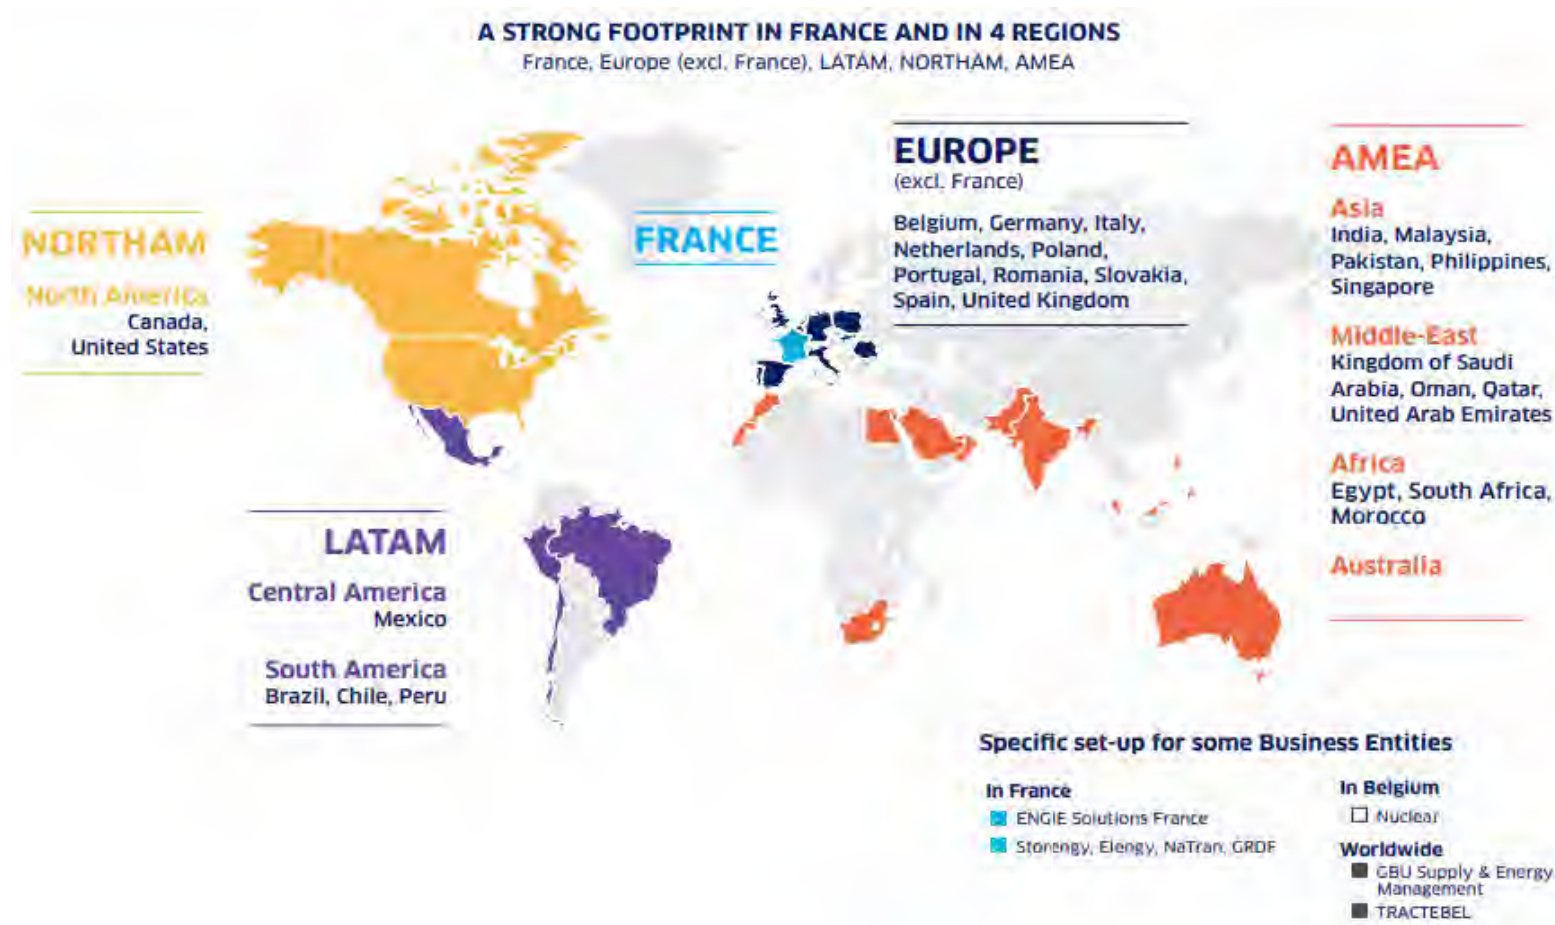 A STRONG FOOTPRINT IN FRANCE AND IN 4 REGIONS
France, Europe (excl. France), LATAM, NORTHAM, AMEA
NORTHAM
North America
Canada,
United States
FRANCE
EUROPE
(excl. France)
Belgium, Germany, Italy,
Netherlands, Poland,
Portugal, Romania, Slovakia,
Spain, United Kingdom
AMEA
Asia
India, Malaysia,
Pakistan, Philippines,
Singapore
Middle-East
Kingdom of Saudi
Arabia, Oman, Qatar,
United Arab Emirates
Africa
Egypt, South Africa,
Morocco
Australia
LATAM
Central America
Mexico
South America
Brazil, Chile, Peru
Specific set-up for some Business Entities
In France
ENGIE Solutions France
Storengy, Elengy, NaTran, GRDF
In Belgium
Nuclear
Worldwide
GBU Supply & Energy
Management
TRACTEBEL